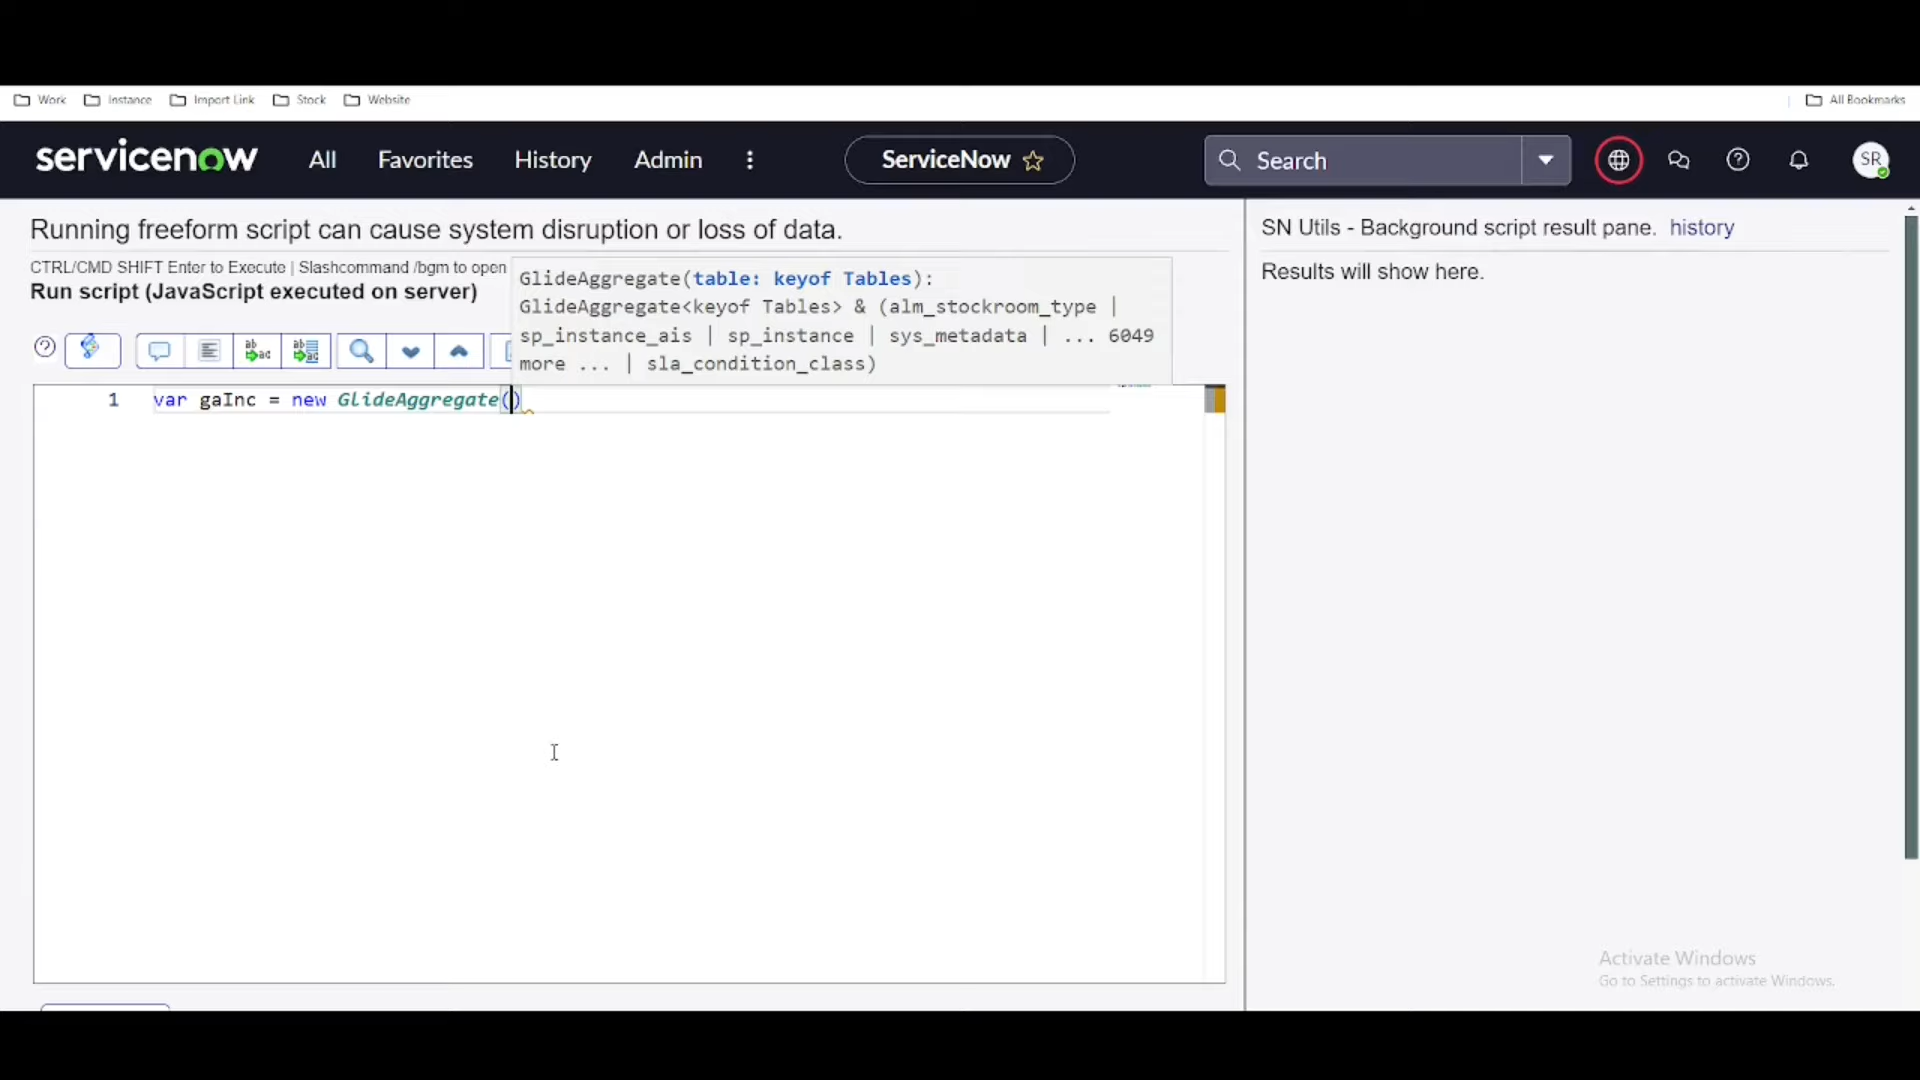 Work Instance Import Link Stock Website All Bookmarks
servicenow All Favorites History Admin ServiceNow Search SR
Running freeform script can cause system disruption or loss of data.
CTRL/CMD SHIFT Enter to Execute | Slashcommand /bgm to open
Run script (JavaScript executed on server)
GlideAggregate(table: keyof Tables):
GlideAggregate<keyof Tables> & (alm_stockroom_type |
sp_instance_ais | sp_instance | sys_metadata | ... 6049
more ... | sla_condition_class)
1 var gaInc = new GlideAggregate()
SN Utils - Background script result pane. history
Results will show here.
Activate Windows
Go to Settings to activate Windows.